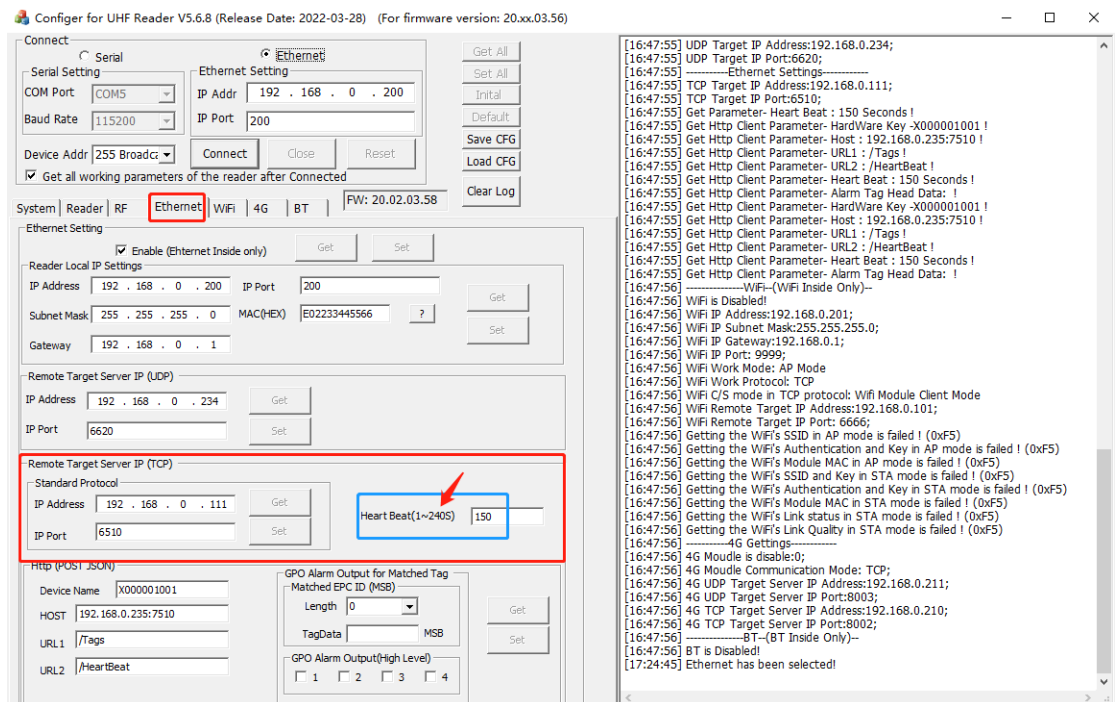 Configer for UHF Reader V5.6.8 (Release Date: 2022-03-28) (For firmware version: 20.xx.03.56)
Connect
Serial
Ethernet
Serial Setting
COM Port COM5
Baud Rate 115200
Ethernet Setting
IP Addr 192 . 168 . 0 . 200
IP Port 200
Device Addr 255 Broadca
Connect
Close
Reset
Get all working parameters of the reader after Connected
Get All
Set All
Inital
Default
Save CFG
Load CFG
Clear Log
System Reader RF Ethernet WiFi 4G BT
FW: 20.02.03.58
Ethernet Setting
Enable (Ehternet Inside only)
Get
Set
Reader Local IP Settings
IP Address 192 . 168 . 0 . 200 IP Port 200
Subnet Mask 255 . 255 . 255 . 0 MAC(HEX) E02233445566 ?
Gateway 192 . 168 . 0 . 1
Get
Set
Remote Target Server IP (UDP)
IP Address 192 . 168 . 0 . 234 Get
IP Port 6620 Set
Remote Target Server IP (TCP)
Standard Protocol
IP Address 192 . 168 . 0 . 111 Get
IP Port 6510 Set
Heart Beat(1~240S) 150
Http (POST JSON)
Device Name X000001001
HOST 192.168.0.235:7510
URL1 /Tags
URL2 /HeartBeat
GPO Alarm Output for Matched Tag
Matched EPC ID (MSB)
Length 0
TagData MSB
GPO Alarm Output(High Level)
1 2 3 4
Get
Set
[16:47:55] UDP Target IP Address:192.168.0.234;
[16:47:55] UDP Target IP Port:6620;
[16:47:55] -----------Ethernet Settings------------
[16:47:55] TCP Target IP Address:192.168.0.111;
[16:47:55] TCP Target IP Port:6510;
[16:47:55] Get Parameter- Heart Beat : 150 Seconds !
[16:47:55] Get Http Client Parameter- HardWare Key -X000001001 !
[16:47:55] Get Http Client Parameter- Host : 192.168.0.235:7510 !
[16:47:55] Get Http Client Parameter- URL1 : /Tags !
[16:47:55] Get Http Client Parameter- URL2 : /HeartBeat !
[16:47:55] Get Http Client Parameter- Heart Beat : 150 Seconds !
[16:47:55] Get Http Client Parameter- Alarm Tag Head Data: !
[16:47:55] Get Http Client Parameter- HardWare Key -X000001001 !
[16:47:55] Get Http Client Parameter- Host : 192.168.0.235:7510 !
[16:47:55] Get Http Client Parameter- URL1 : /Tags !
[16:47:55] Get Http Client Parameter- URL2 : /HeartBeat !
[16:47:55] Get Http Client Parameter- Heart Beat : 150 Seconds !
[16:47:55] Get Http Client Parameter- Alarm Tag Head Data: !
[16:47:56] ---------------WiFi--(WiFi Inside Only)--
[16:47:56] WiFi is Disabled!
[16:47:56] WiFi IP Address:192.168.0.201;
[16:47:56] WiFi IP Subnet Mask:255.255.255.0;
[16:47:56] WiFi IP Gateway:192.168.0.1;
[16:47:56] WiFi IP Port: 9999;
[16:47:56] WiFi Work Mode: AP Mode
[16:47:56] WiFi Work Protocol: TCP
[16:47:56] WiFi C/S mode in TCP protocol: Wifi Module Client Mode
[16:47:56] WiFi Remote Target IP Address:192.168.0.101;
[16:47:56] WiFi Remote Target IP Port: 6666;
[16:47:56] Getting the WiFi's SSID in AP mode is failed ! (0xF5)
[16:47:56] Getting the WiFi's Authentication and Key in AP mode is failed ! (0xF5)
[16:47:56] Getting the WiFi's Module MAC in AP mode is failed ! (0xF5)
[16:47:56] Getting the WiFi's SSID and Key in STA mode is failed ! (0xF5)
[16:47:56] Getting the WiFi's Authentication and Key in STA mode is failed ! (0xF5)
[16:47:56] Getting the WiFi's Module MAC in STA mode is failed ! (0xF5)
[16:47:56] Getting the WiFi's Link status in STA mode is failed ! (0xF5)
[16:47:56] Getting the WiFi's Link Quality in STA mode is failed ! (0xF5)
[16:47:56] -----------4G Gettings------------
[16:47:56] 4G Moudle is disable:0;
[16:47:56] 4G Moudle Communication Mode: TCP;
[16:47:56] 4G UDP Target Server IP Address:192.168.0.211;
[16:47:56] 4G UDP Target Server IP Port:8003;
[16:47:56] 4G TCP Target Server IP Address:192.168.0.210;
[16:47:56] 4G TCP Target Server IP Port:8002;
[16:47:56] ---------------BT--(BT Inside Only)--
[16:47:56] BT is Disabled!
[17:24:45] Ethernet has been selected!